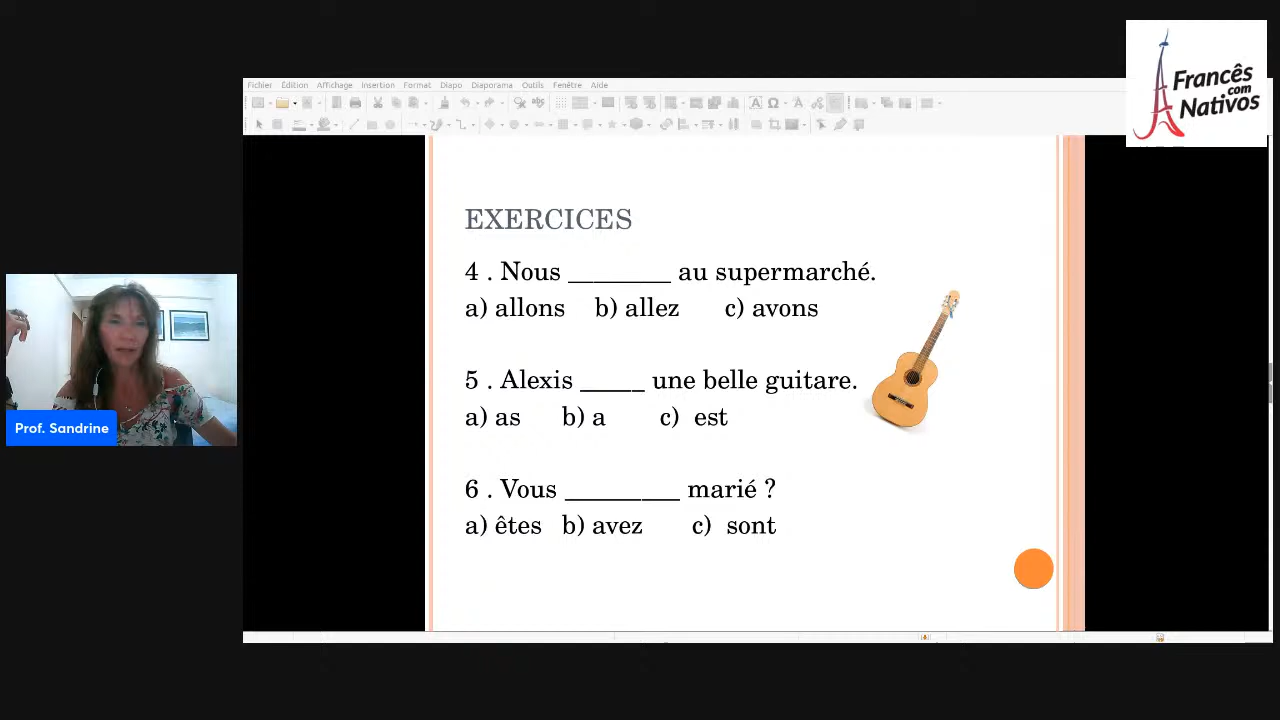 Francês
com
Nativos
Fichier Édition Affichage Insertion Format Diapo Diaporama Outils Fenêtre Aide
EXERCICES
4 . Nous ________ au supermarché.
a) allons b) allez c) avons
5 . Alexis _____ une belle guitare.
a) as b) a c) est
6 . Vous _________ marié ?
a) êtes b) avez c) sont
Prof. Sandrine